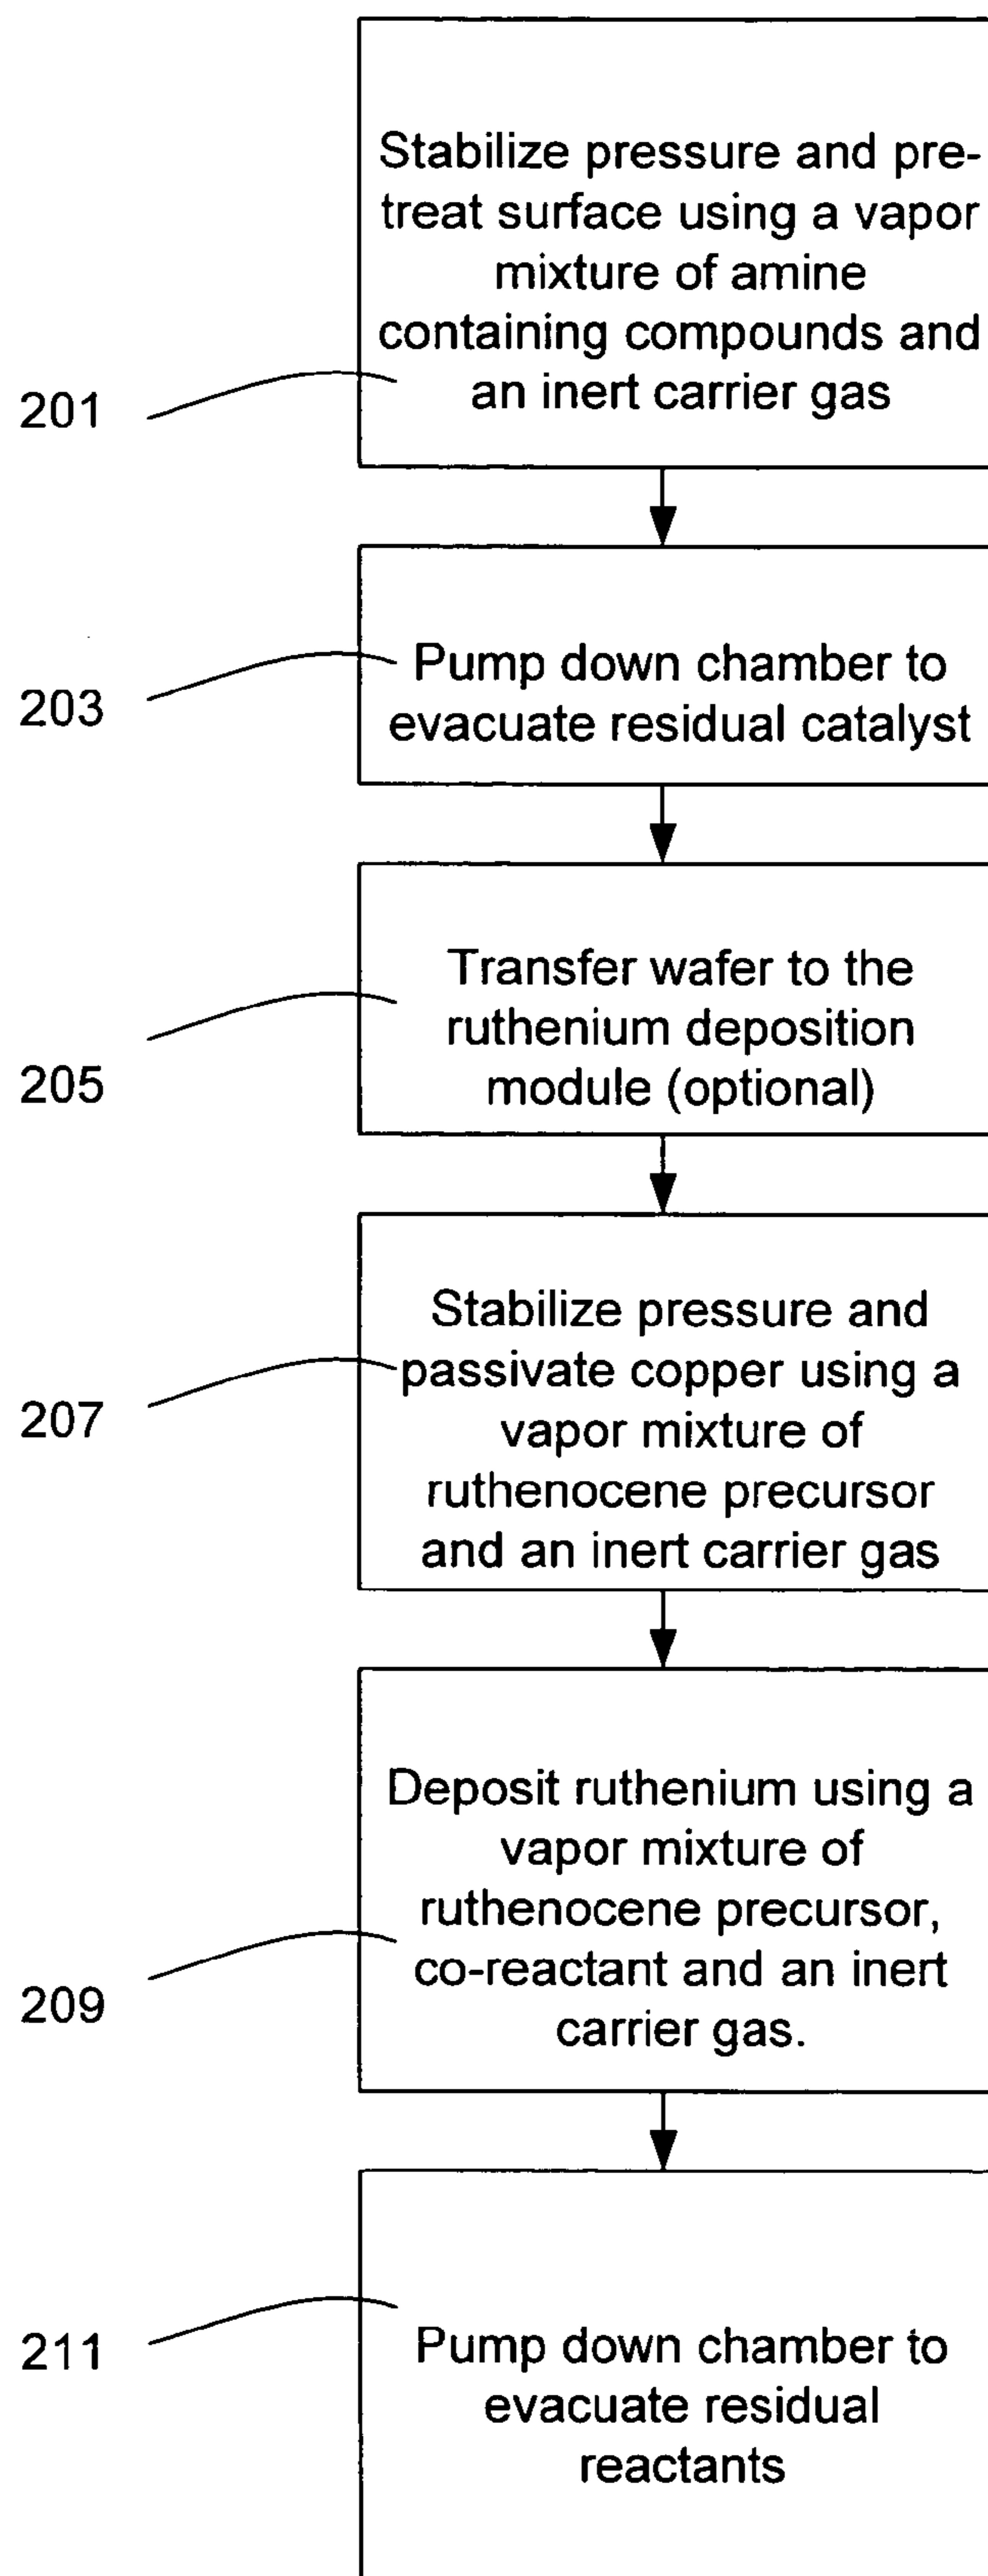 Stabilize pressure and pre-
treat surface using a vapor
mixture of amine
containing compounds and
an inert carrier gas
201
Pump down chamber to
evacuate residual catalyst
203
Transfer wafer to the
ruthenium deposition
module (optional)
205
Stabilize pressure and
passivate copper using a
vapor mixture of
ruthenocene precursor
and an inert carrier gas
207
Deposit ruthenium using a
vapor mixture of
ruthenocene precursor,
co-reactant and an inert
carrier gas.
209
Pump down chamber to
evacuate residual
reactants
211